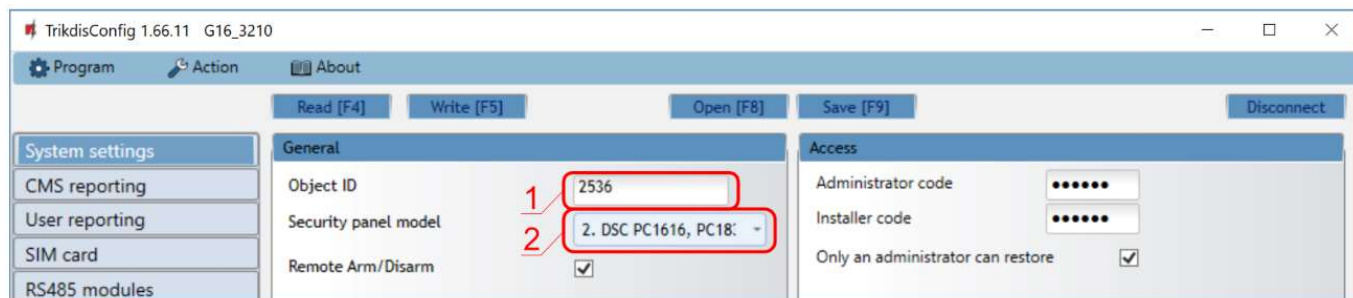 TrikdisConfig 1.66.11 G16_3210
Program Action About
Read [F4] Write [F5] Open [F8] Save [F9] Disconnect
System settings
CMS reporting
User reporting
SIM card
RS485 modules
General
Object ID 1 2536
Security panel model 2 2. DSC PC1616, PC18
Remote Arm/Disarm
Access
Administrator code ●●●●●●
Installer code ●●●●●●
Only an administrator can restore